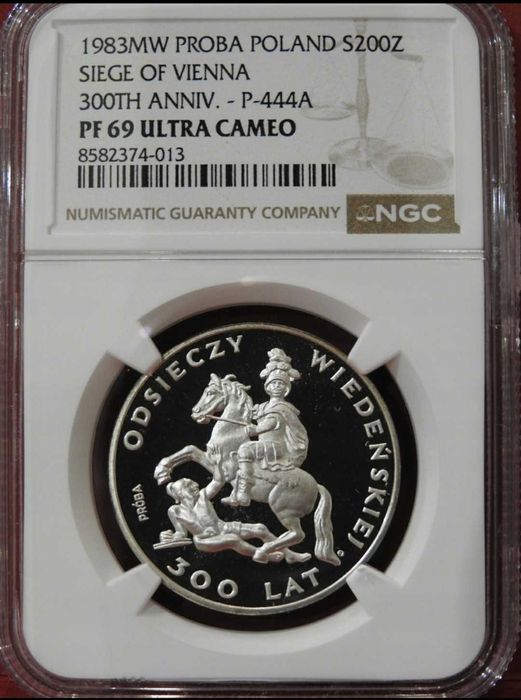 1983MW PROBA POLAND S200Z
SIEGE OF VIENNA
300TH ANNIV. - P-444A
PF 69 ULTRA CAMEO
8582374-013
NUMISMATIC GUARANTY COMPANY NGC
ODSIECZY WIEDEŃSKIEJ
PRÓBA
300 LAT